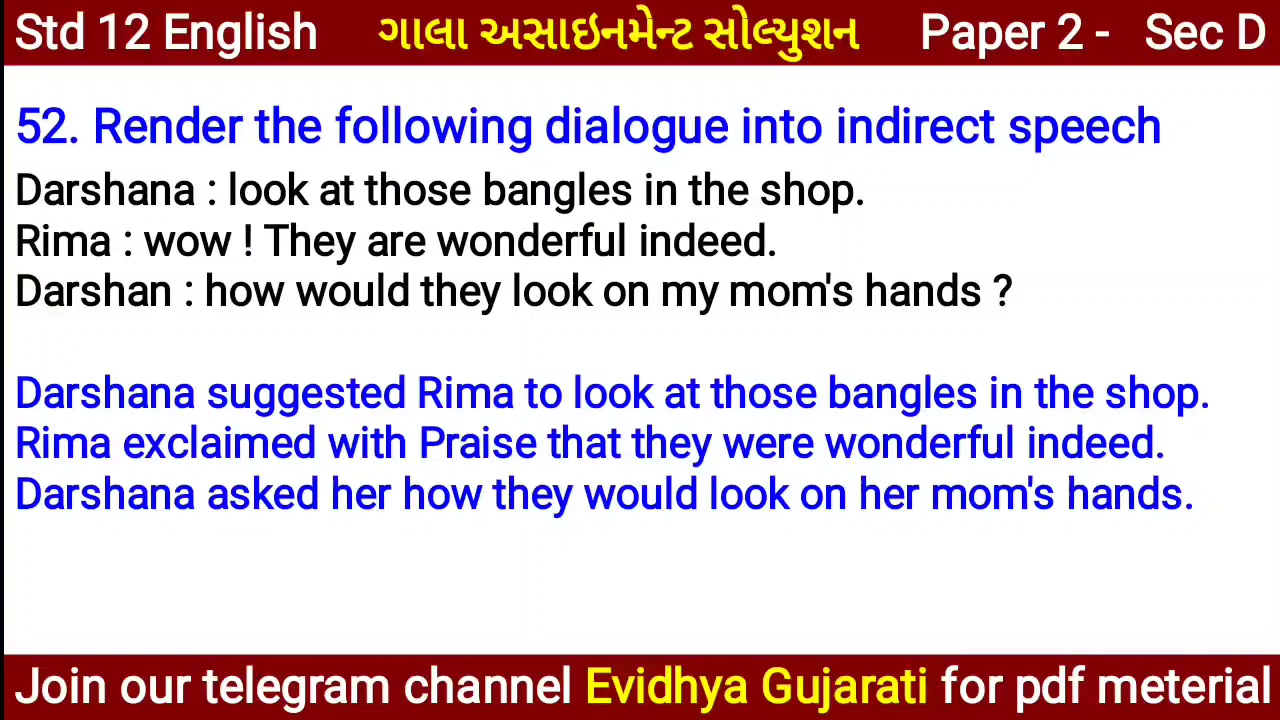 Std 12 English ગાલા અસાઇનમેન્ટ સોલ્યુશન Paper 2 - Sec D
52. Render the following dialogue into indirect speech
Darshana : look at those bangles in the shop.
Rima : wow ! They are wonderful indeed.
Darshan : how would they look on my mom's hands ?
Darshana suggested Rima to look at those bangles in the shop.
Rima exclaimed with Praise that they were wonderful indeed.
Darshana asked her how they would look on her mom's hands.
Join our telegram channel Evidhya Gujarati for pdf meterial